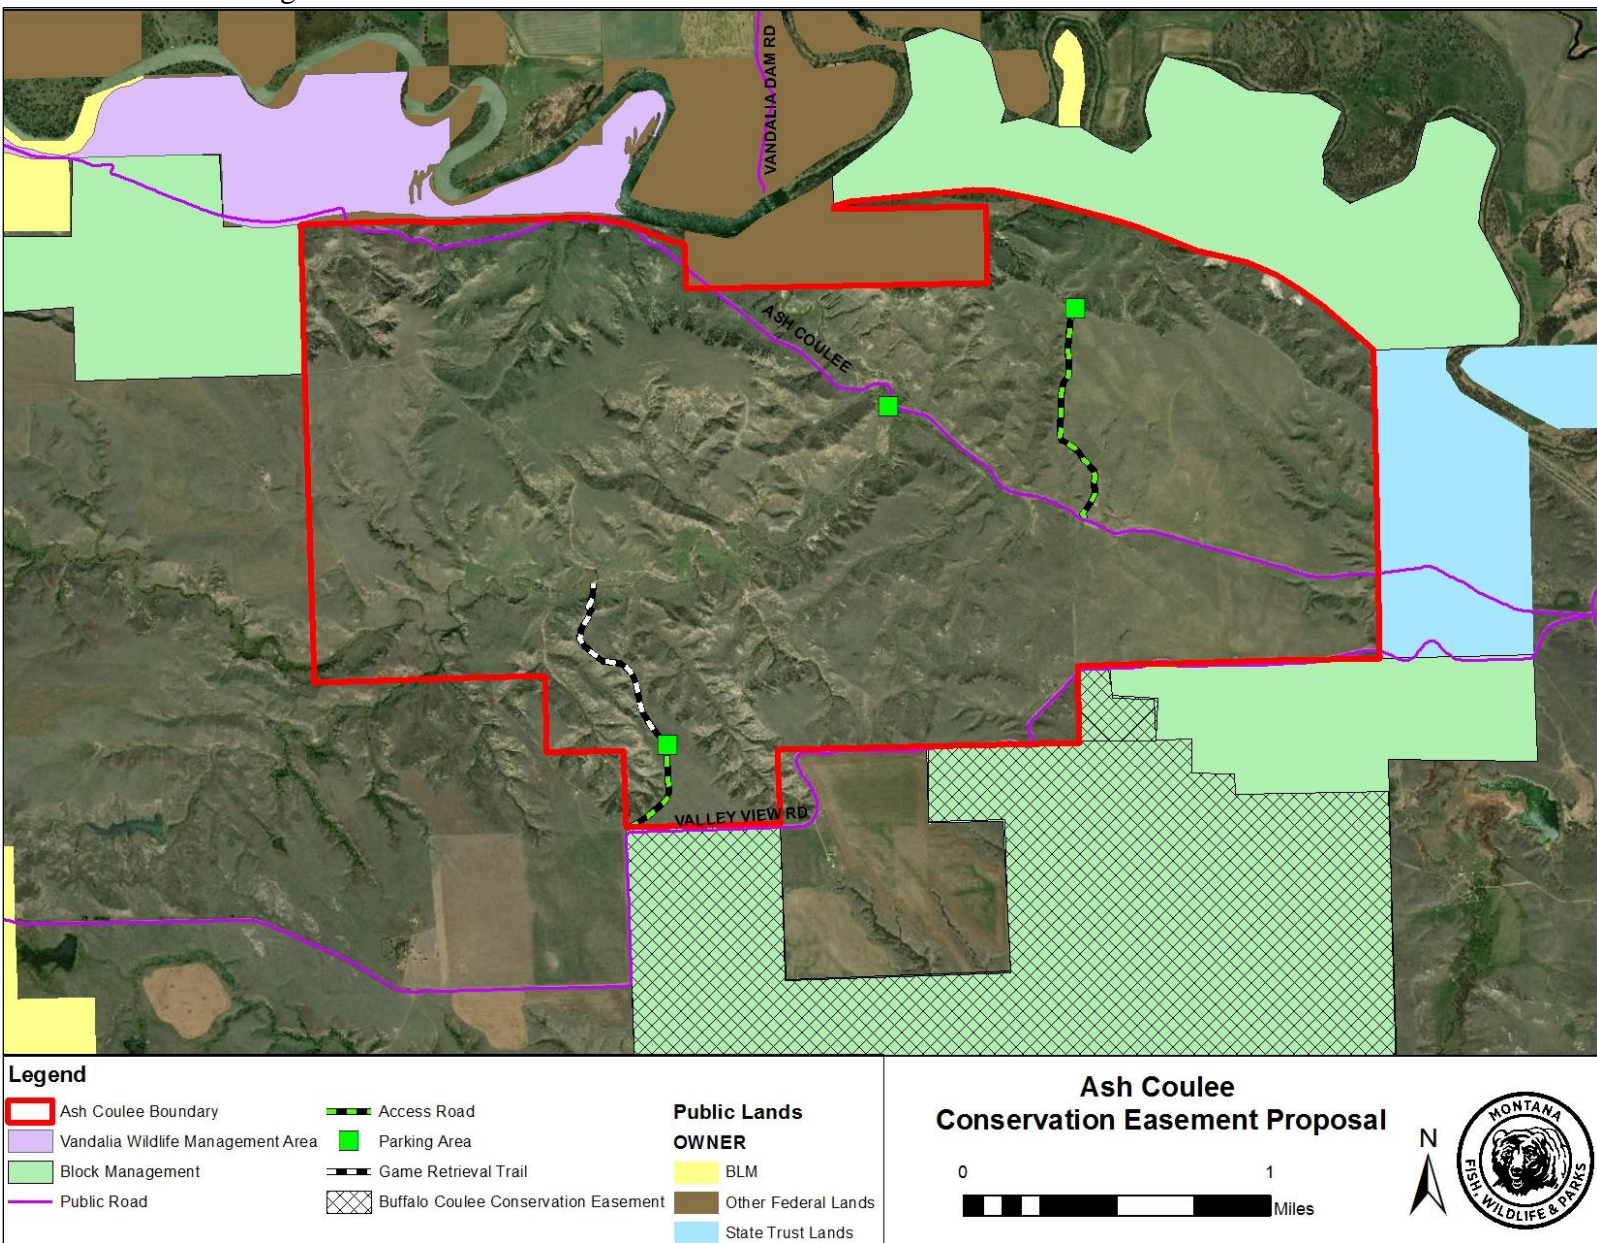 VANDALIA DAM RD
ASH COULEE
VALLEY VIEW RD
Legend
Ash Coulee Boundary
Vandalia Wildlife Management Area
Block Management
Public Road
Access Road
Parking Area
Game Retrieval Trail
Buffalo Coulee Conservation Easement
Public Lands
OWNER
BLM
Other Federal Lands
State Trust Lands
Ash Coulee
Conservation Easement Proposal
0 1
Miles
N
MONTANA
FISH, WILDLIFE & PARKS